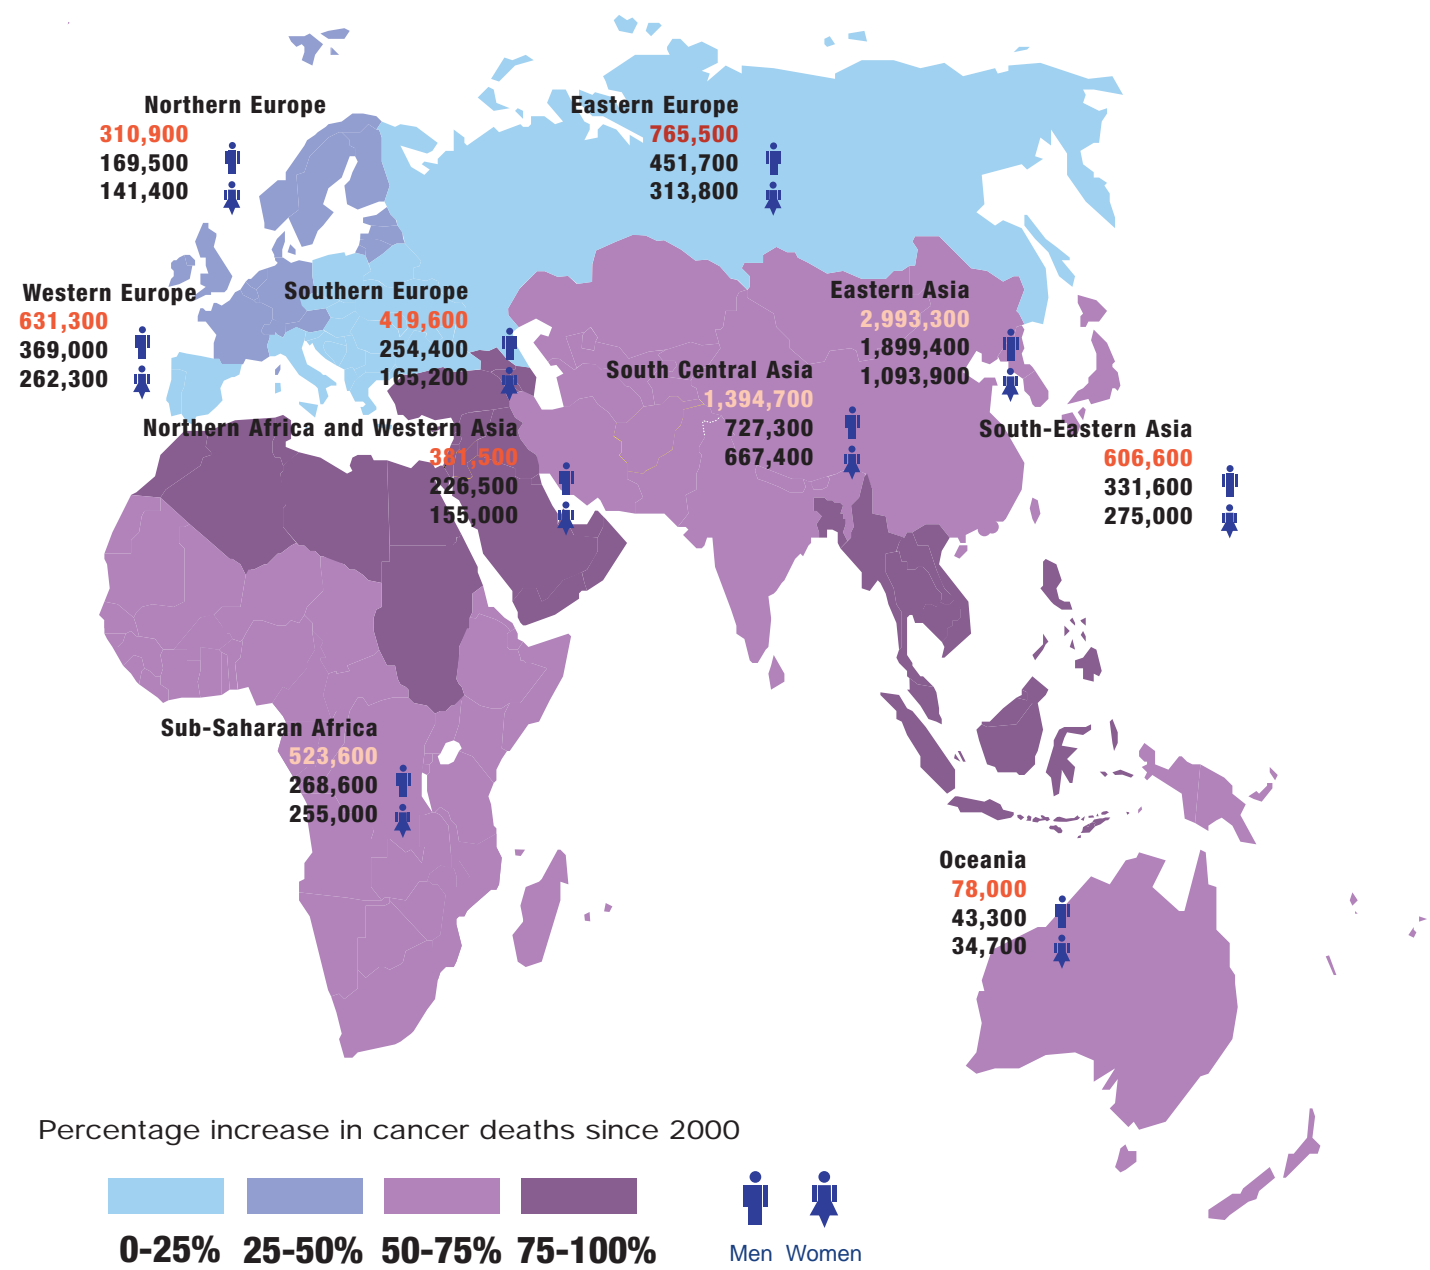 Northern Europe
310,900
169,500
141,400
Eastern Europe
765,500
451,700
313,800
Western Europe
631,300
369,000
262,300
Southern Europe
419,600
254,400
165,200
Eastern Asia
2,993,300
1,899,400
1,093,900
South Central Asia
1,394,700
727,300
667,400
Northern Africa and Western Asia
381,500
226,500
155,000
South-Eastern Asia
606,600
331,600
275,000
Sub-Saharan Africa
523,600
268,600
255,000
Oceania
78,000
43,300
34,700
Percentage increase in cancer deaths since 2000
0-25% 25-50% 50-75% 75-100%
Men Women